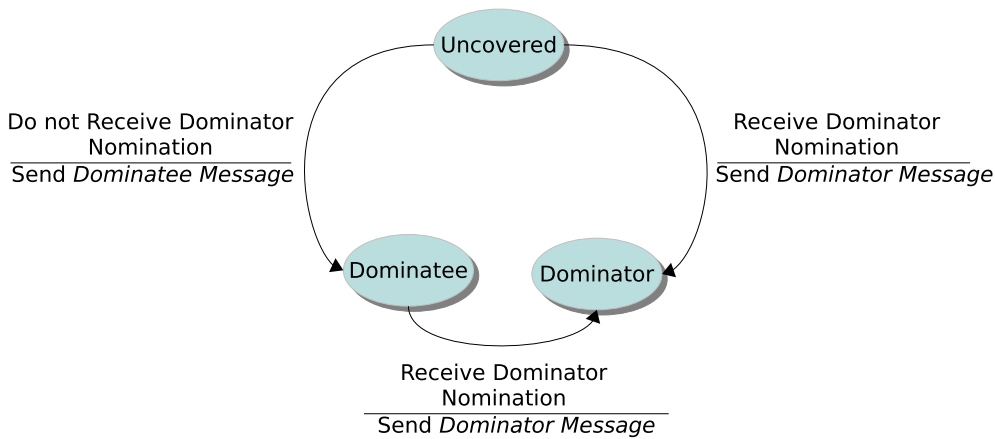 Uncovered
Do not Receive Dominator
Nomination
Send Dominatee Message
Receive Dominator
Nomination
Send Dominator Message
Dominatee
Dominator
Receive Dominator
Nomination
Send Dominator Message